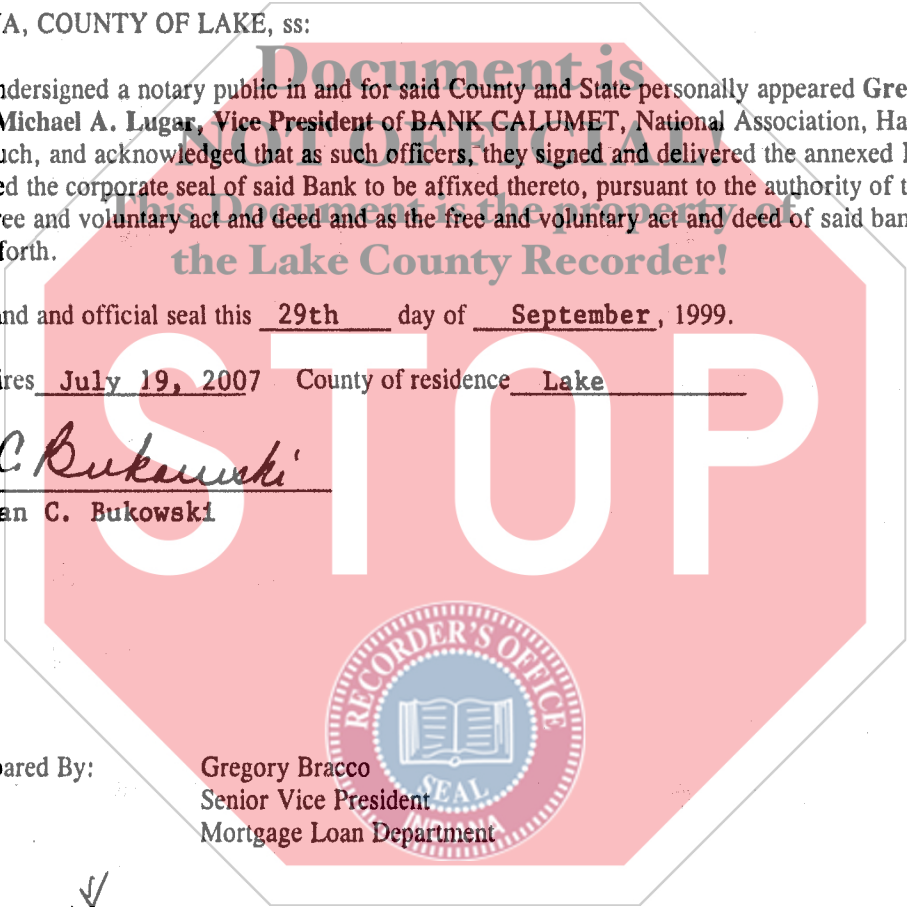 A, COUNTY OF LAKE, ss:
Document is
ndersigned a notary public in and for said County and State personally appeared Gre
Michael A. Lugar, Vice President of BANK CALUMET, National Association, Ha
NOT OFFICIAL!
uch, and acknowledged that as such officers, they signed and delivered the annexed
ed the corporate seal of said Bank to be affixed thereto, pursuant to the authority of t
This Document is the property of
ree and voluntary act and deed and as the free and voluntary act and deed of said ban
forth.
the Lake County Recorder!
nd and official seal this 29th day of September, 1999.
ires July 19, 2007 County of residence Lake
STOP
C. Bukowski
an C. Bukowski
RECORDER'S OFFICE
SEAL
INDIANA
ared By: Gregory Bracco
Senior Vice President
Mortgage Loan Department